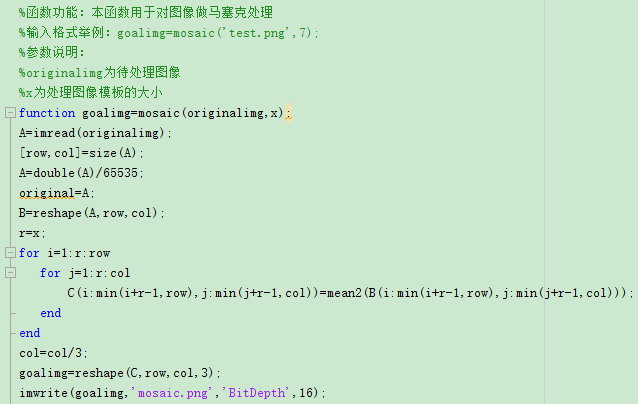 %函数功能：本函数用于对图像做马塞克处理
%输入格式举例：goalimg=mosaic('test.png',7);
%参数说明：
%originalimg为待处理图像
%x为处理图像模板的大小
function goalimg=mosaic(originalimg,x);
A=imread(originalimg);
[row,col]=size(A);
A=double(A)/65535;
original=A;
B=reshape(A,row,col);
r=x;
for i=1:r:row
for j=1:r:col
C(i:min(i+r-1,row),j:min(j+r-1,col))=mean2(B(i:min(i+r-1,row),j:min(j+r-1,col)));
end
end
col=col/3;
goalimg=reshape(C,row,col,3);
imwrite(goalimg,'mosaic.png','BitDepth',16);